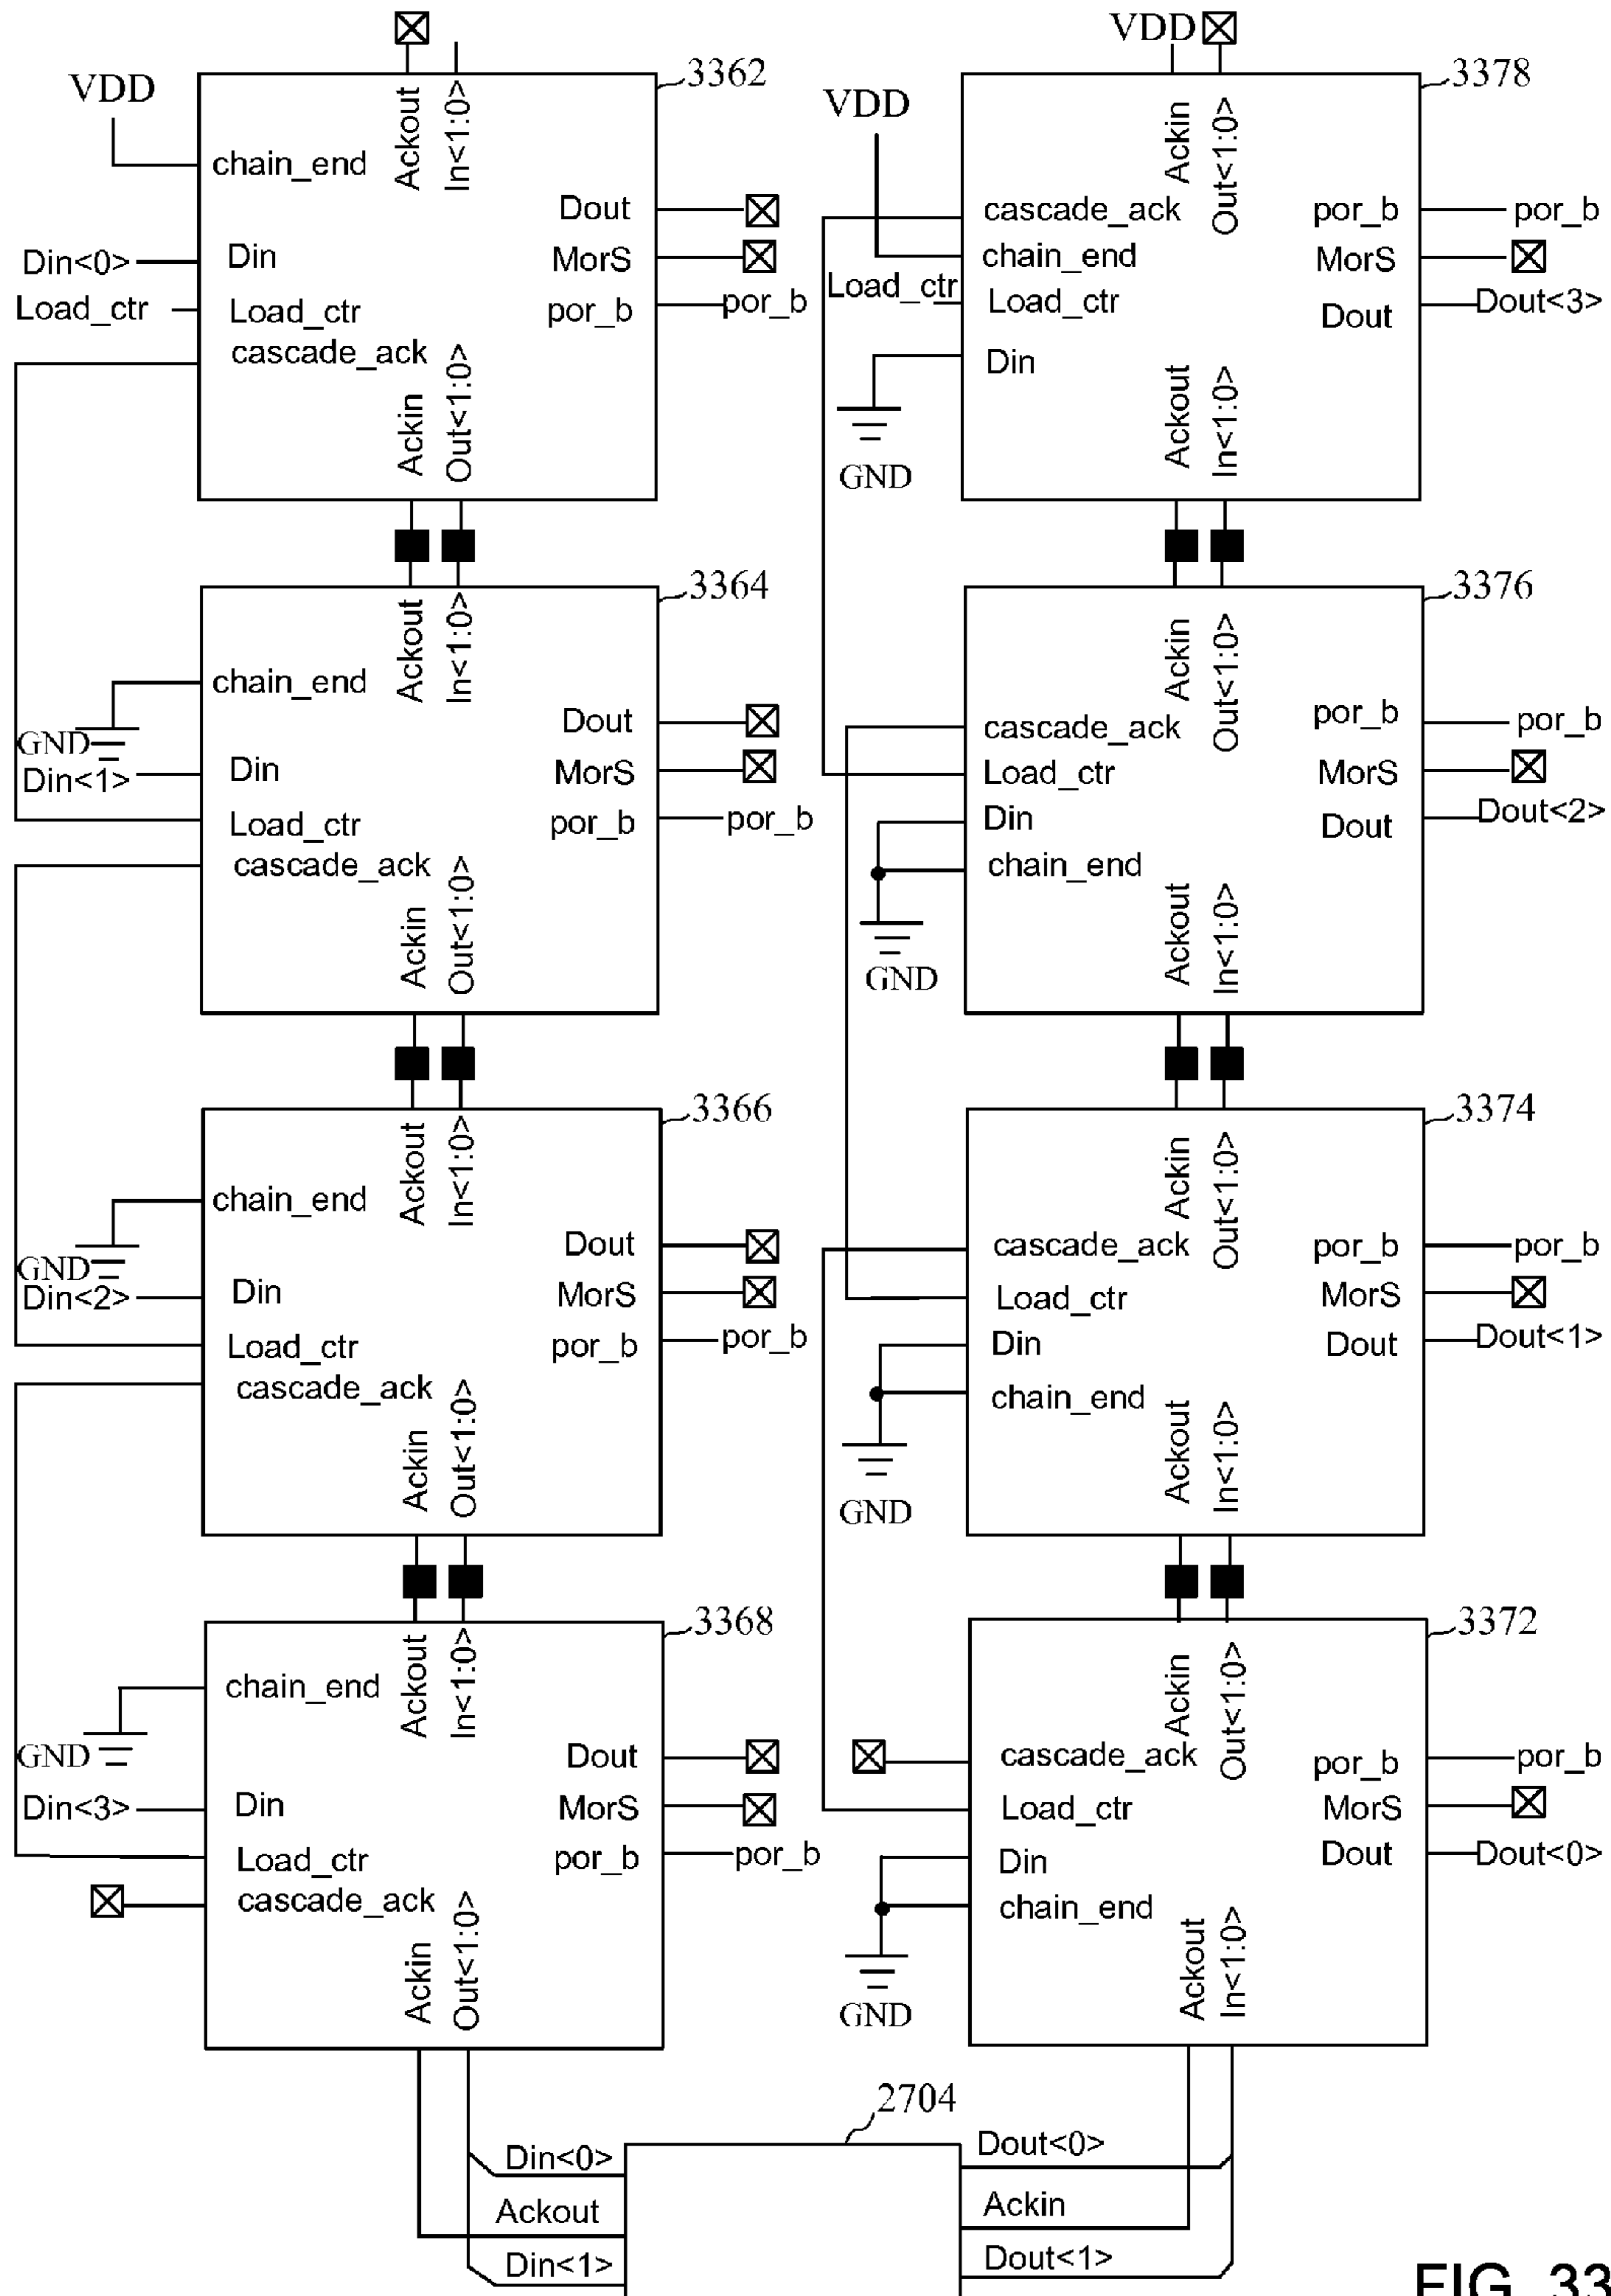 VDD
3362
chain_end
Ackout
In<1:0>
Dout
Din<0>
Din
MorS
Load_ctr
Load_ctr
por_b
por_b
cascade_ack
Ackin
Out<1:0>
3364
chain_end
Ackout
In<1:0>
GND
Dout
Din<1>
Din
MorS
Load_ctr
por_b
por_b
cascade_ack
Ackin
Out<1:0>
3366
chain_end
Ackout
In<1:0>
GND
Dout
Din<2>
Din
MorS
Load_ctr
por_b
por_b
cascade_ack
Ackin
Out<1:0>
3368
chain_end
Ackout
In<1:0>
GND
Dout
Din<3>
Din
MorS
Load_ctr
por_b
por_b
cascade_ack
Ackin
Out<1:0>
VDD
3378
VDD
Ackin
Out<1:0>
cascade_ack
por_b
por_b
chain_end
MorS
Load_ctr
Load_ctr
Dout
Dout<3>
Din
Ackout
In<1:0>
GND
3376
Ackin
Out<1:0>
cascade_ack
por_b
por_b
Load_ctr
MorS
Din
Dout
Dout<2>
chain_end
Ackout
In<1:0>
GND
3374
Ackin
Out<1:0>
cascade_ack
por_b
por_b
Load_ctr
MorS
Din
Dout
Dout<1>
chain_end
Ackout
In<1:0>
GND
3372
Ackin
Out<1:0>
cascade_ack
por_b
por_b
Load_ctr
MorS
Din
Dout
Dout<0>
chain_end
Ackout
In<1:0>
GND
2704
Din<0>
Dout<0>
Ackout
Ackin
Din<1>
Dout<1>
FIG. 33